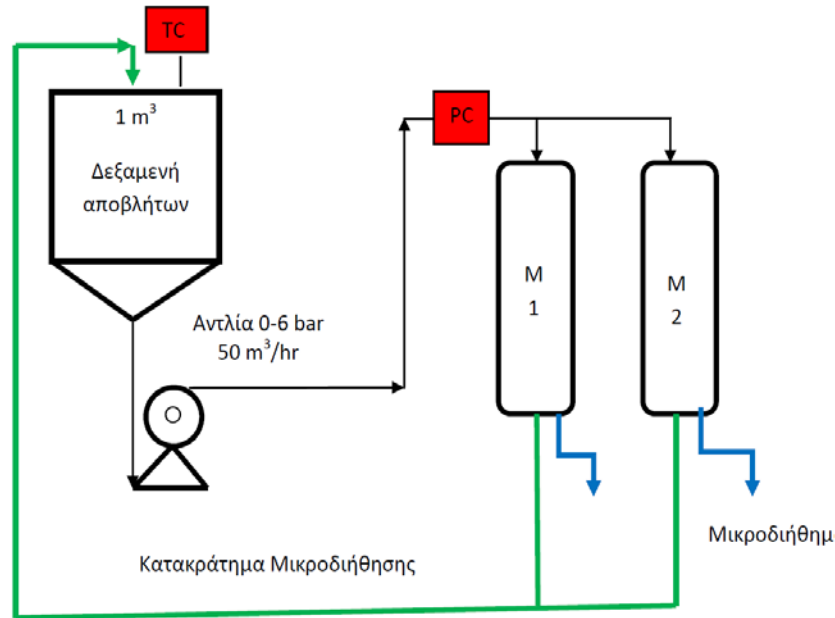 TC
1 m³
Δεξαμενή
αποβλήτων
PC
M
1
M
2
Αντλία 0-6 bar
50 m³/hr
Μικροδιήθημ
Κατακράτημα Μικροδιήθησης